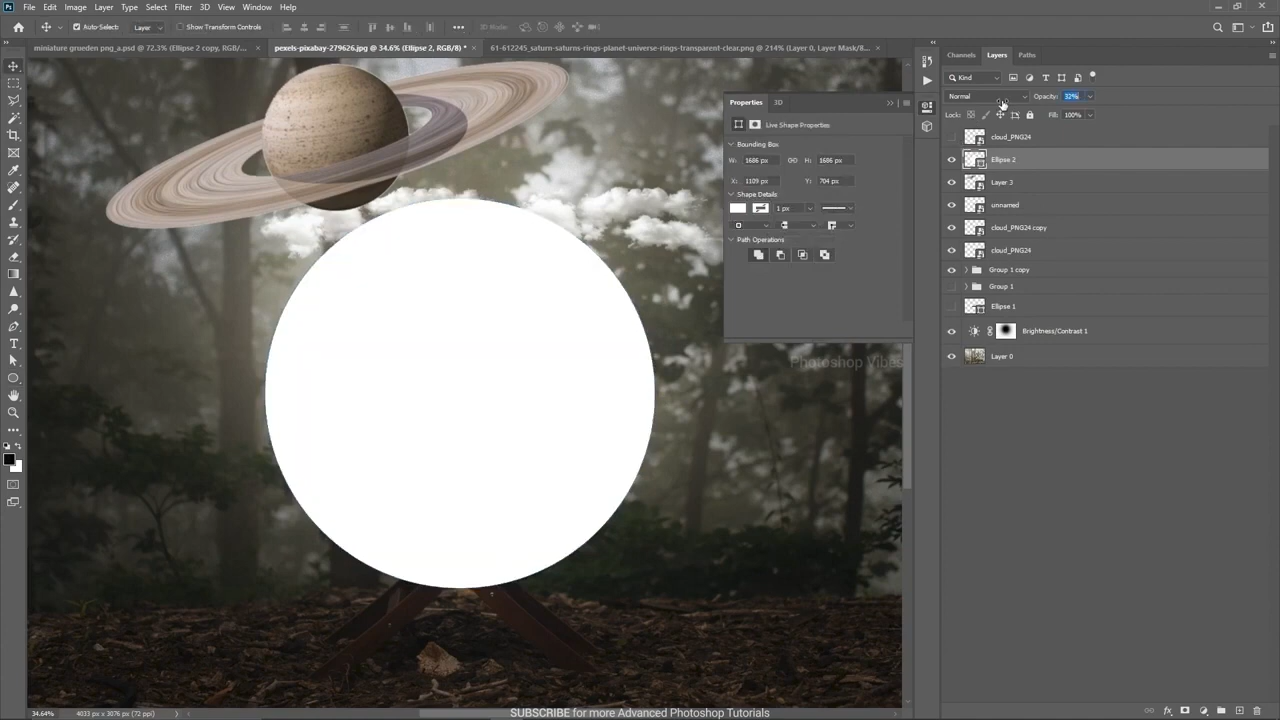 File Edit Image Layer Type Select Filter 3D View Window Help
Auto-Select: Layer Show Transform Controls 3D Mode:
miniature grueden png_a.psd @ 72.3% (Ellipse 2 copy, RGB/... ×
pexels-pixabay-279626.jpg @ 34.6% (Ellipse 2, RGB/8) * ×
61-612245_saturn-saturns-rings-planet-universe-rings-transparent-clear.png @ 214% (Layer 0, Layer Mask/8... ×
Channels Layers Paths
Kind
Normal Opacity: 32%
Lock: Fill: 100%
cloud_PNG24
Ellipse 2
Layer 3
unnamed
cloud_PNG24 copy
cloud_PNG24
Group 1 copy
Group 1
Ellipse 1
Brightness/Contrast 1
Layer 0
Properties 3D
Live Shape Properties
Bounding Box
W: 1686 px H: 1686 px
X: 1109 px Y: 704 px
Shape Details
1 px
Path Operations
Photoshop Vibes
34.64% 4033 px x 3076 px (72 ppi)
SUBSCRIBE for more Advanced Photoshop Tutorials